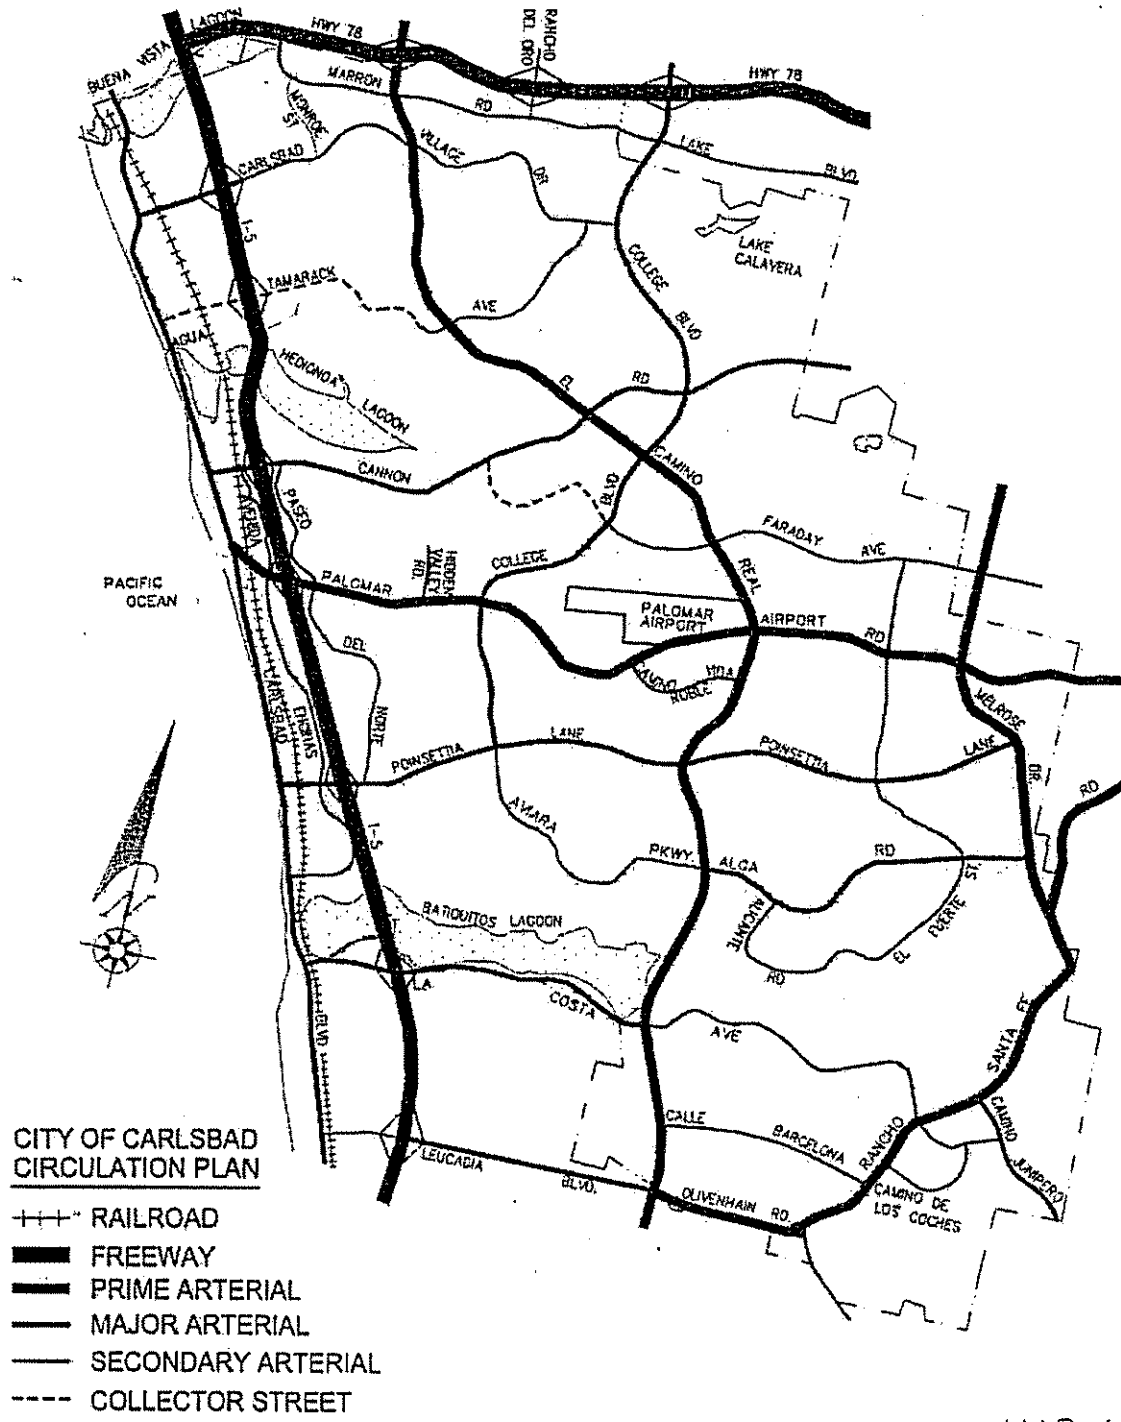 LAGOON
BUENA VISTA
HWY 78
RANCHO
DEL ORO
HWY 78
MARRON
RD
MONROE
ST
LAKE
BLVD.
CARLSBAD
VILLAGE
DR
I-5
LAKE
CALAVERA
COLLEGE
BLVD
TAMARACK
AVE
AGUA
HEDIONDA
LAGOON
EL
RD
CAMINO
CANNON
BLVD
PASEO
AVENIDA
FARADAY
AVE
REAL
COLLEGE
HIDDEN
VALLEY
RD.
PACIFIC
OCEAN
PALOMAR
PALOMAR
AIRPORT
AIRPORT
RD
DEL
CAMINO
HDA
NOBLE
CARLSBAD
ENCINAS
NORTE
MELROSE
POINSETTIA
LANE
POINSETTIA
LANE
DR.
RD
I-5
AVIARA
PKWY.
ALGA
RD
ST
BATIQUITOS LAGOON
ALICANTE
RD
EL
FUERTE
LA
COSTA
AVE
BLVD
SANTA
FE
CALLE
BARCELONA
RANCHO
CAMINO
JUNIPERO
LEUCADIA
BLVD.
OLIVENHAIN
RD.
CAMINO DE
LOS COCHES
CITY OF CARLSBAD
CIRCULATION PLAN
RAILROAD
FREEWAY
PRIME ARTERIAL
MAJOR ARTERIAL
SECONDARY ARTERIAL
COLLECTOR STREET